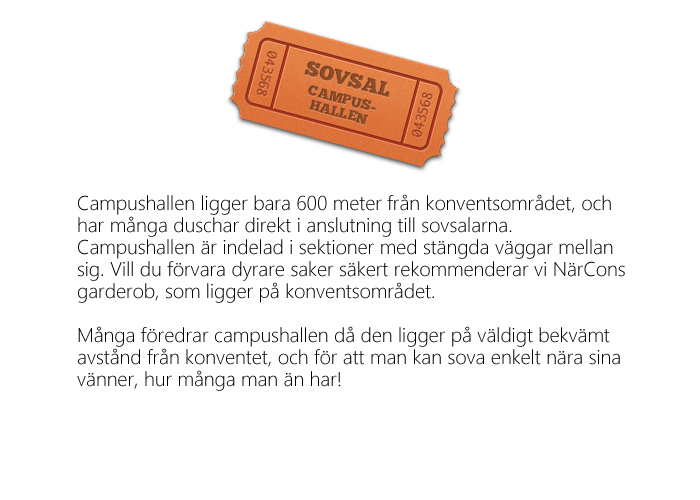 043568
SOVSAL
CAMPUS-
HALLEN
043568
Campushallen ligger bara 600 meter från konventsområdet, och
har många duschar direkt i anslutning till sovsalarna.
Campushallen är indelad i sektioner med stängda väggar mellan
sig. Vill du förvara dyrare saker säkert rekommenderar vi NärCons
garderob, som ligger på konventsområdet.
Många föredrar campushallen då den ligger på väldigt bekvämt
avstånd från konventet, och för att man kan sova enkelt nära sina
vänner, hur många man än har!